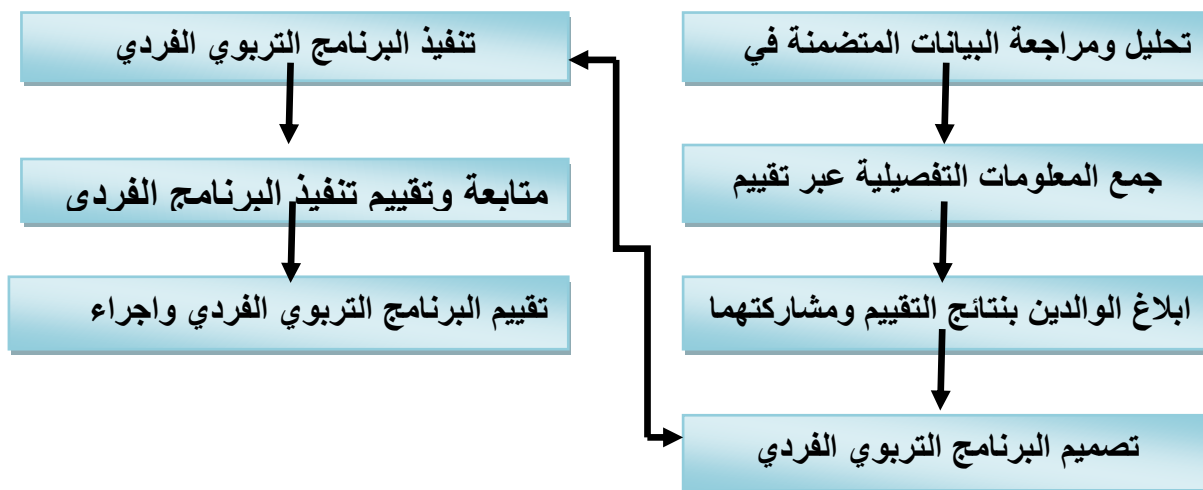 تحليل ومراجعة البيانات المتضمنة في
جمع المعلومات التفصيلية عبر تقييم
ابلاغ الوالدين بنتائج التقييم ومشاركتهما
تصميم البرنامج التربوي الفردي
تنفيذ البرنامج التربوي الفردي
متابعة وتقييم تنفيذ البرنامج الفردي
تقييم البرنامج التربوي الفردي واجراء